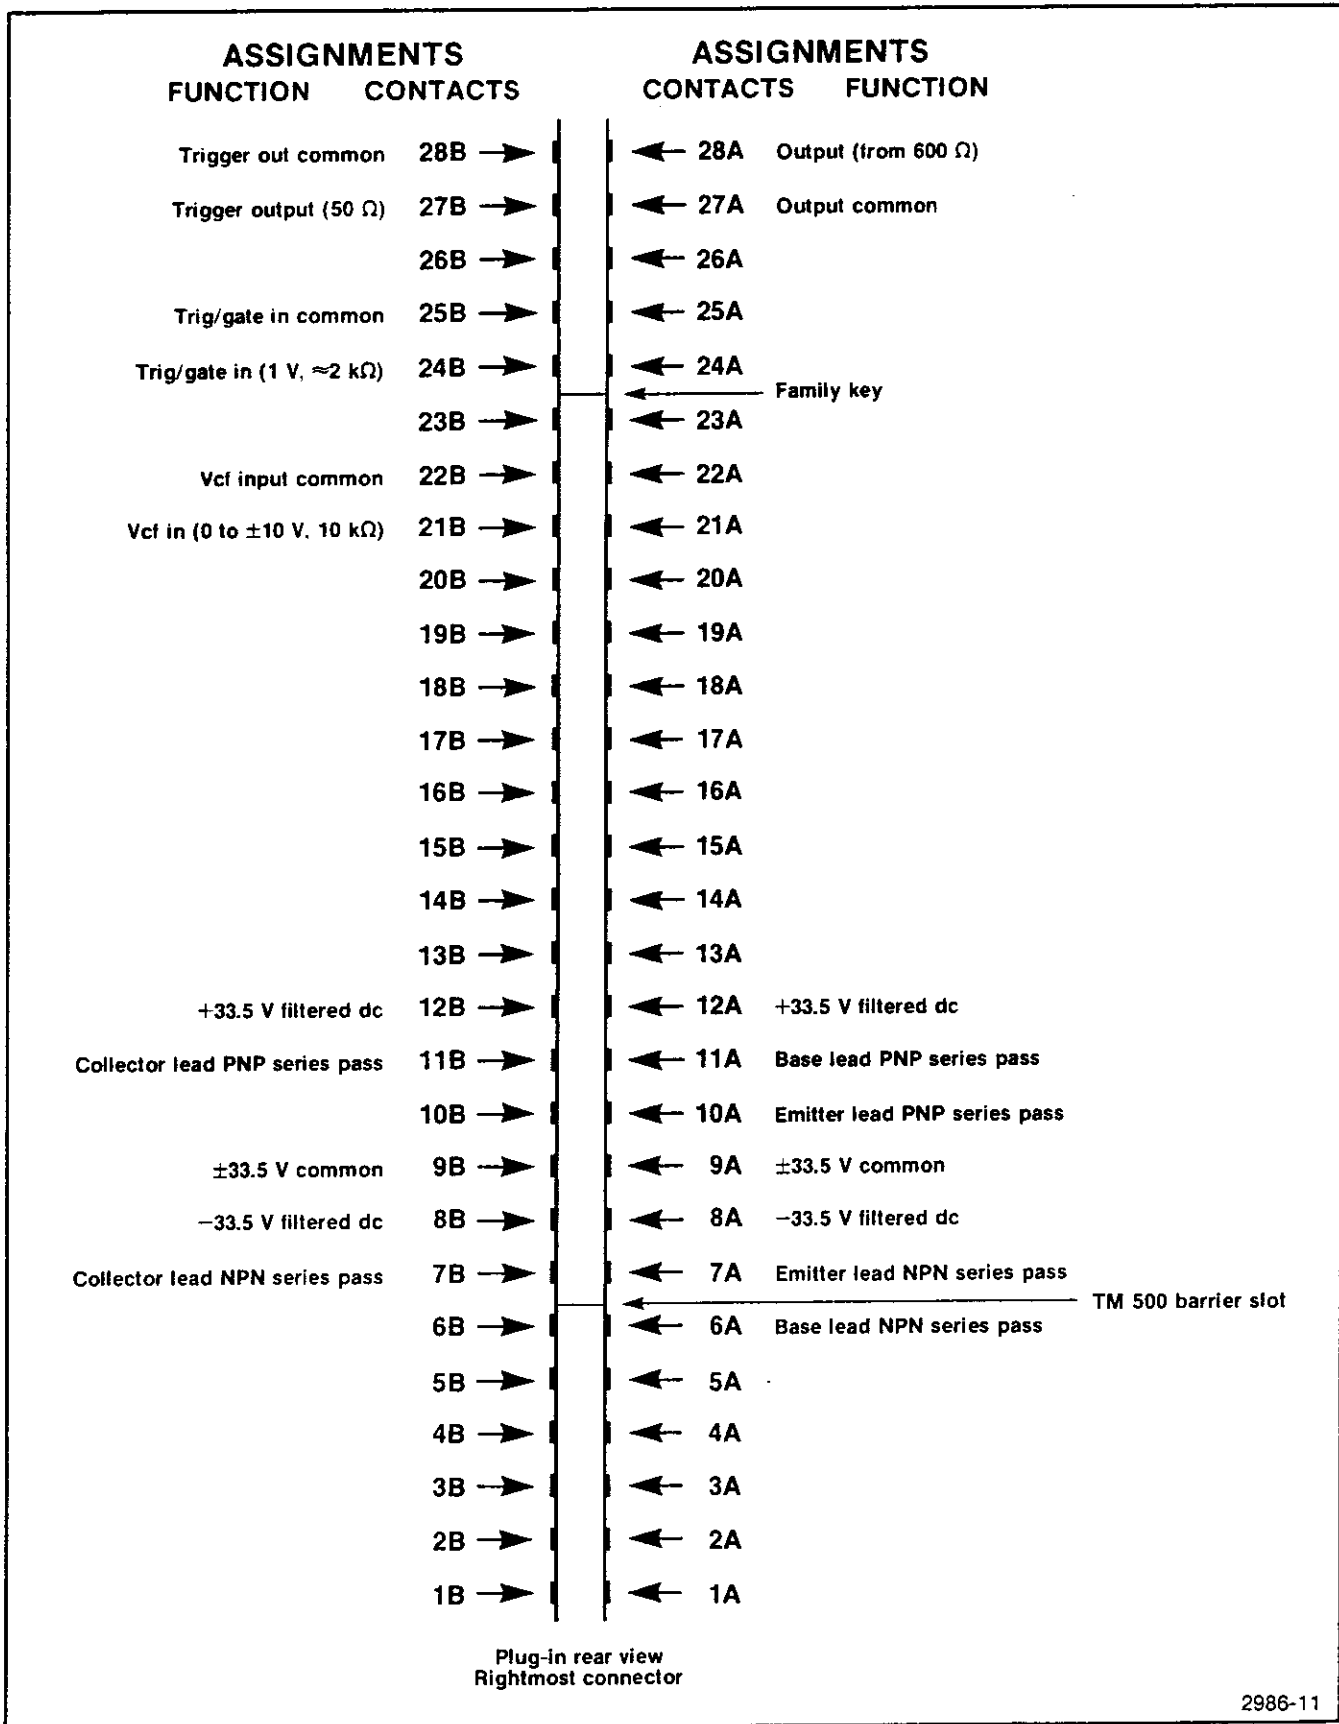 ASSIGNMENTS ASSIGNMENTS
FUNCTION CONTACTS CONTACTS FUNCTION
Trigger out common 28B 28A Output (from 600 Ω)
Trigger output (50 Ω) 27B 27A Output common
26B 26A
Trig/gate in common 25B 25A
Trig/gate in (1 V, ≈2 kΩ) 24B 24A
Family key
23B 23A
Vcf input common 22B 22A
Vcf in (0 to ±10 V, 10 kΩ) 21B 21A
20B 20A
19B 19A
18B 18A
17B 17A
16B 16A
15B 15A
14B 14A
13B 13A
+33.5 V filtered dc 12B 12A +33.5 V filtered dc
Collector lead PNP series pass 11B 11A Base lead PNP series pass
10B 10A Emitter lead PNP series pass
±33.5 V common 9B 9A ±33.5 V common
−33.5 V filtered dc 8B 8A −33.5 V filtered dc
Collector lead NPN series pass 7B 7A Emitter lead NPN series pass
TM 500 barrier slot
6B 6A Base lead NPN series pass
5B 5A
4B 4A
3B 3A
2B 2A
1B 1A
Plug-in rear view
Rightmost connector
2986-11